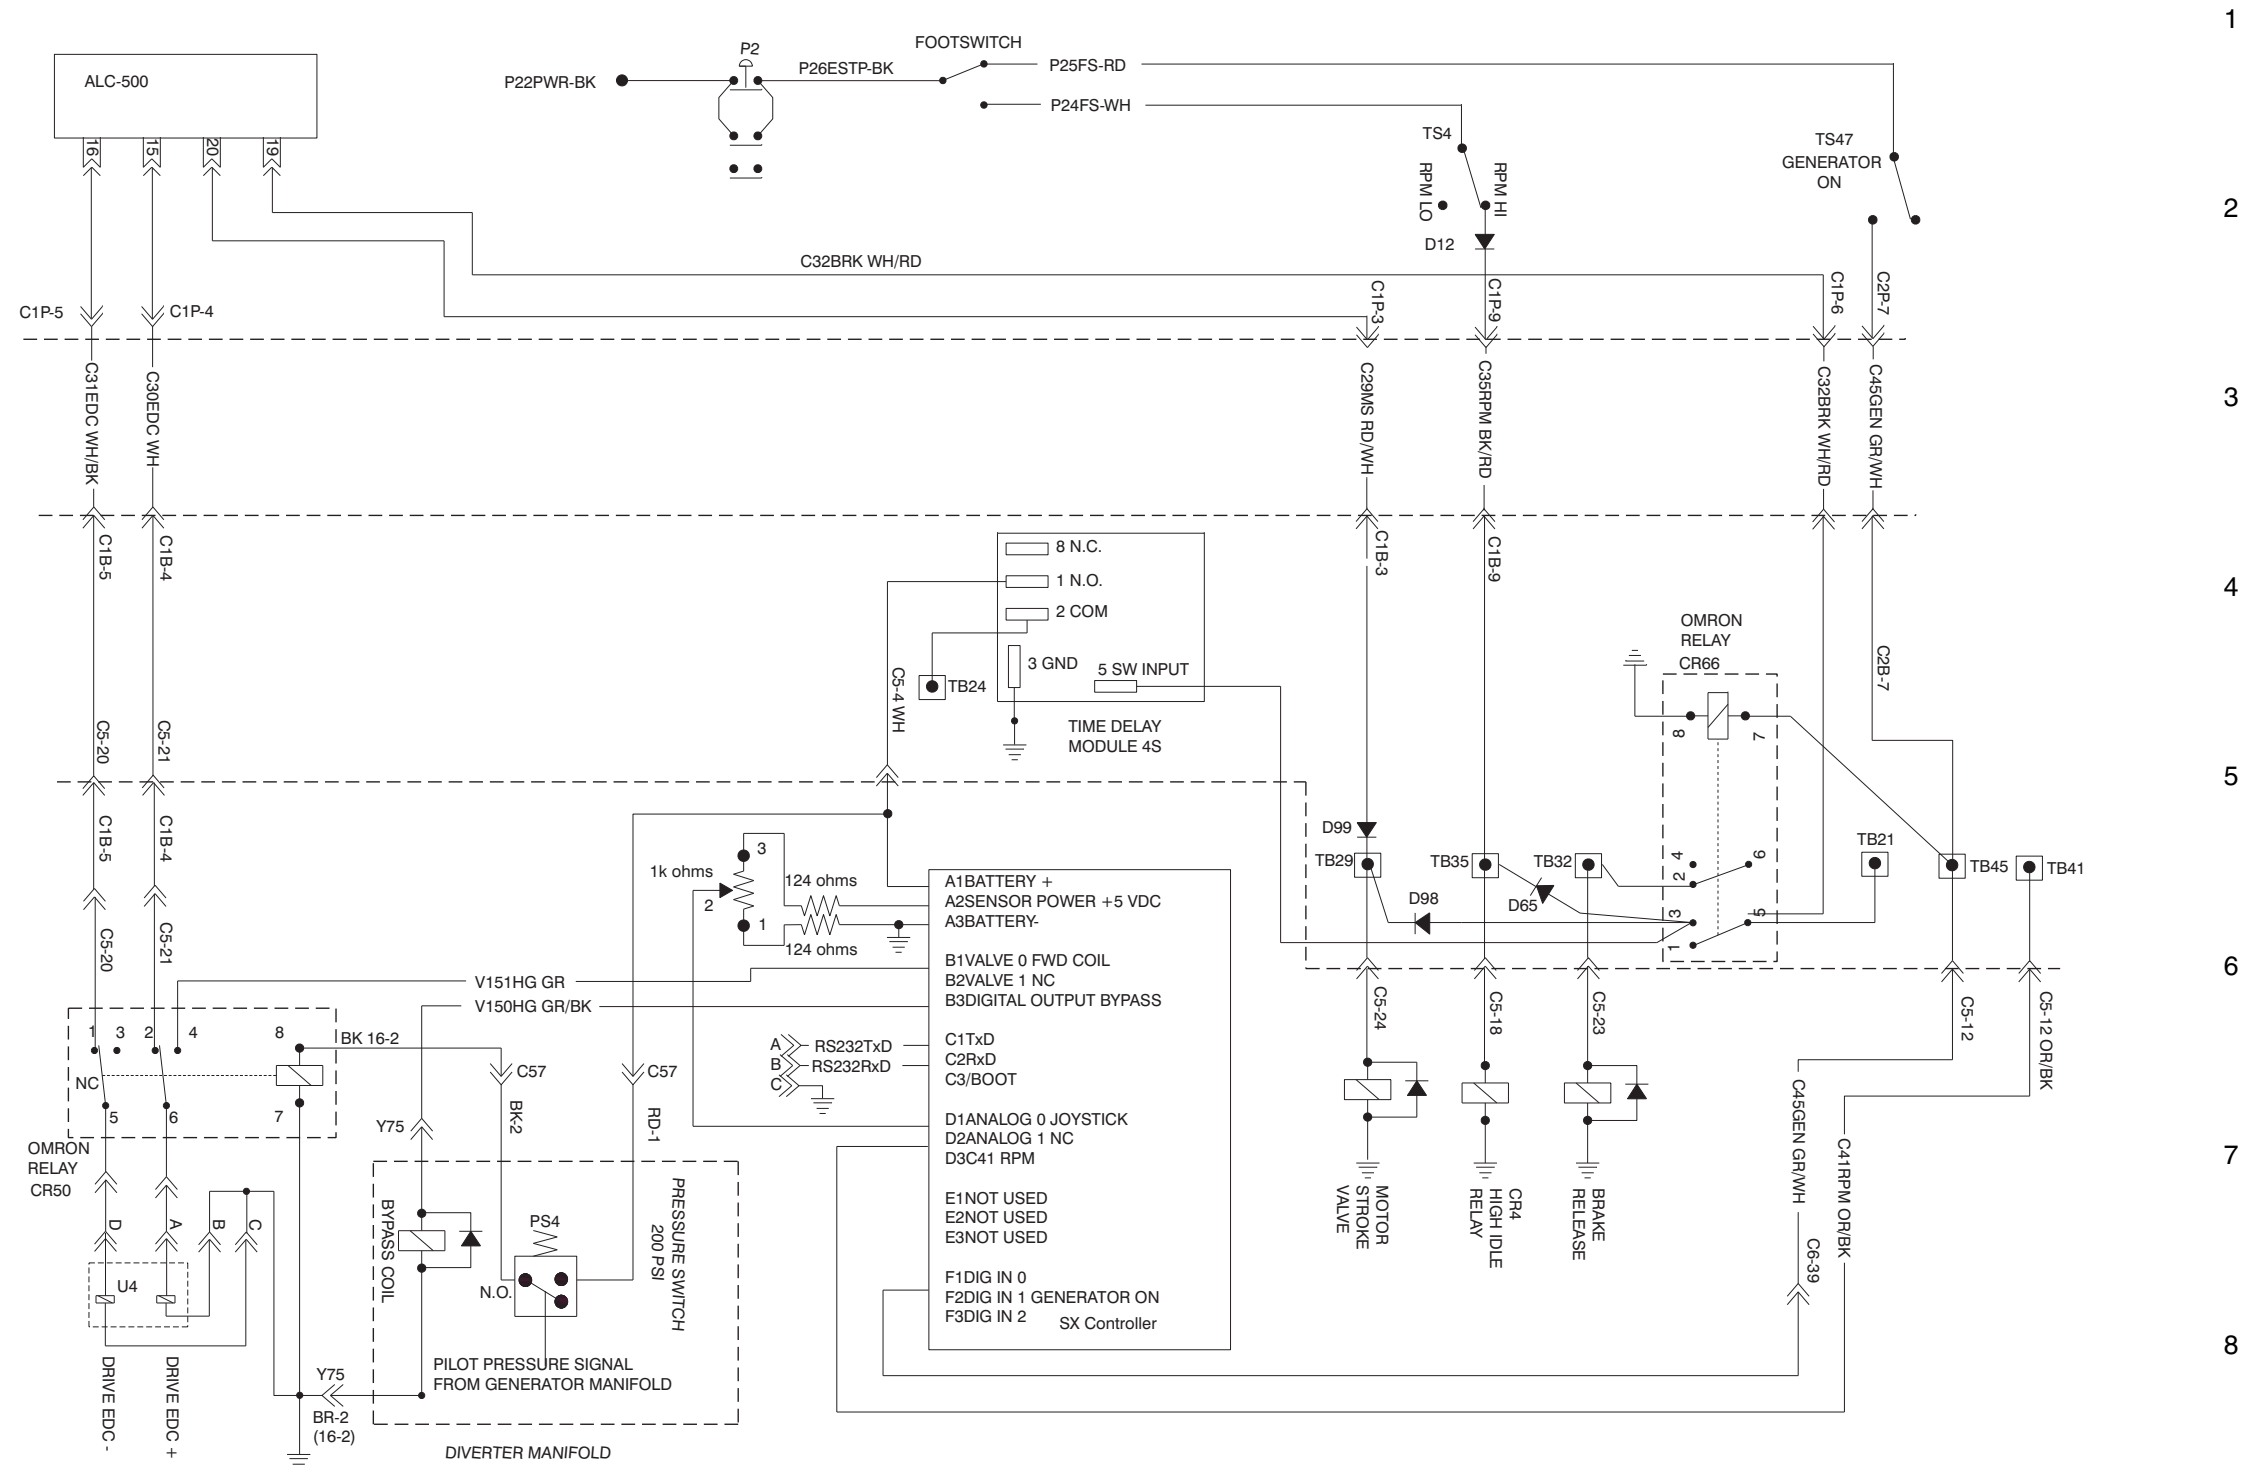 1
2
3
4
5
6
7
8
ALC-500
16
15
20
19
P22PWR-BK
P2
P26ESTP-BK
FOOTSWITCH
P25FS-RD
P24FS-WH
TS4
RPM LO
RPM HI
D12
TS47
GENERATOR
ON
C32BRK WH/RD
C1P-5
C1P-4
C1P-3
C1P-9
C1P-6
C2P-7
C31EDC WH/BK
C30EDC WH
C29MS RD/WH
C35RPM BK/RD
C32BRK WH/RD
C45GEN GR/WH
C1B-5
C1B-4
C1B-3
C1B-9
C2B-7
8 N.C.
1 N.O.
2 COM
3 GND
5 SW INPUT
TB24
TIME DELAY
MODULE 4S
C5-4 WH
OMRON
RELAY
CR66
8
7
4
6
2
3
5
1
C5-20
C5-21
C1B-5
C1B-4
C5-20
C5-21
D99
TB29
D98
TB35
D65
TB32
TB21
TB45
TB41
1k ohms
3
2
1
124 ohms
124 ohms
A1BATTERY +
A2SENSOR POWER +5 VDC
A3BATTERY-
B1VALVE 0 FWD COIL
B2VALVE 1 NC
B3DIGITAL OUTPUT BYPASS
C1TxD
C2RxD
C3/BOOT
D1ANALOG 0 JOYSTICK
D2ANALOG 1 NC
D3C41 RPM
E1NOT USED
E2NOT USED
E3NOT USED
F1DIG IN 0
F2DIG IN 1 GENERATOR ON
F3DIG IN 2
SX Controller
V151HG GR
V150HG GR/BK
A
RS232TxD
B
RS232RxD
C
1
3
2
4
8
NC
5
6
7
BK 16-2
OMRON
RELAY
CR50
C57
C57
BK-2
RD-1
Y75
D
A
B
C
U4
DRIVE EDC -
DRIVE EDC +
BYPASS COIL
PS4
N.O.
PRESSURE SWITCH
200 PSI
PILOT PRESSURE SIGNAL
FROM GENERATOR MANIFOLD
Y75
BR-2
(16-2)
DIVERTER MANIFOLD
C5-24
C5-18
C5-23
C5-12
C5-12 OR/BK
MOTOR
STROKE
VALVE
CR4
HIGH IDLE
RELAY
BRAKE
RELEASE
C45GEN GR/WH
C41RPM OR/BK
C6-39